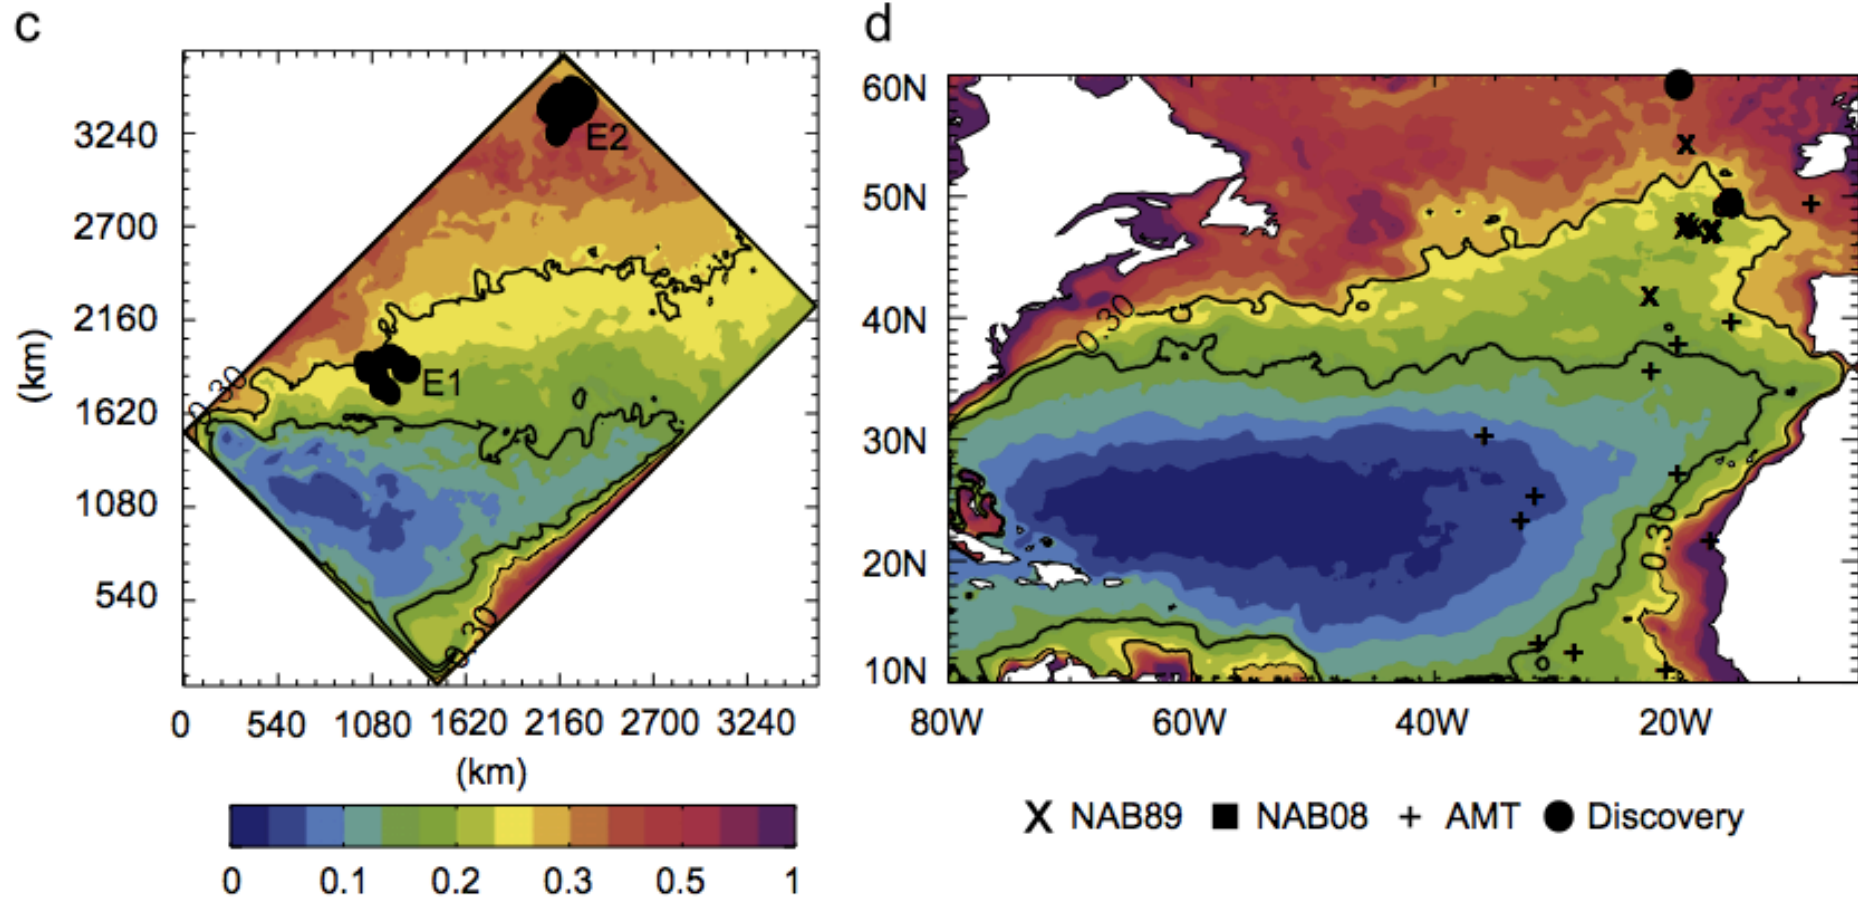 c
3240
2700
2160
1620
1080
540
(km)
E2
E1
0.30
0.30
0 540 1080 1620 2160 2700 3240
(km)
0 0.1 0.2 0.3 0.5 1
d
60N
50N
40N
30N
20N
10N
0.30
0.30
80W 60W 40W 20W
X NAB89 ■ NAB08 + AMT ● Discovery